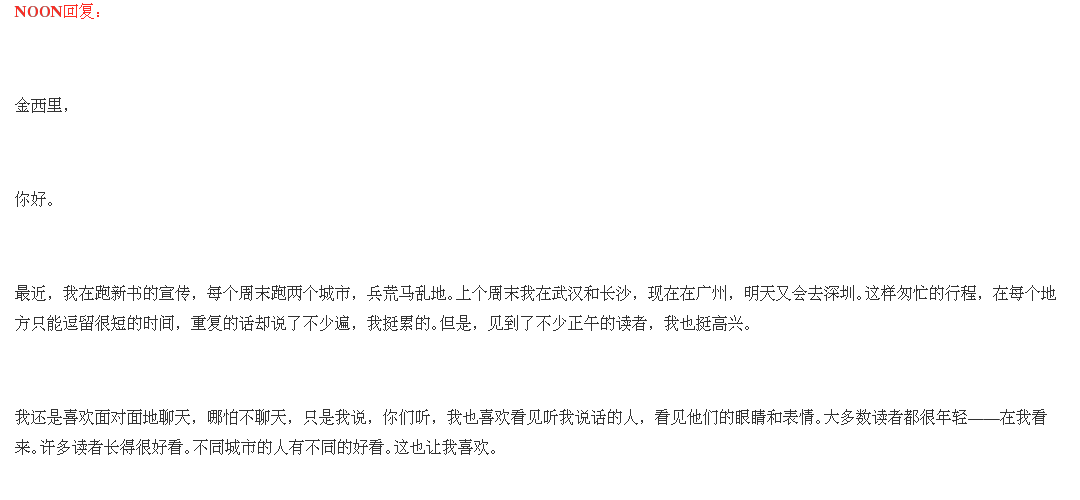 NOON回复：
金西里，
你好。
最近，我在跑新书的宣传，每个周末跑两个城市，兵荒马乱地。上个周末我在武汉和长沙，现在在广州，明天又会去深圳。这样匆忙的行程，在每个地
方只能逗留很短的时间，重复的话却说了不少遍，我挺累的。但是，见到了不少正午的读者，我也挺高兴。
我还是喜欢面对面地聊天，哪怕不聊天，只是我说，你们听，我也喜欢看见听我说话的人，看见他们的眼睛和表情。大多数读者都很年轻——在我看
来。许多读者长得很好看。不同城市的人有不同的好看。这也让我喜欢。